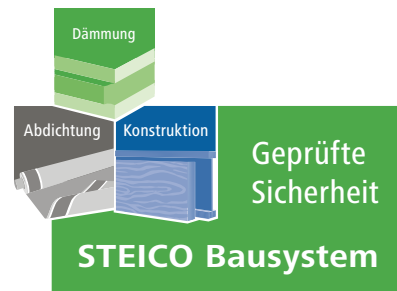 Dämmung
Abdichtung
Konstruktion
Geprüfte
Sicherheit
STEICO Bausystem